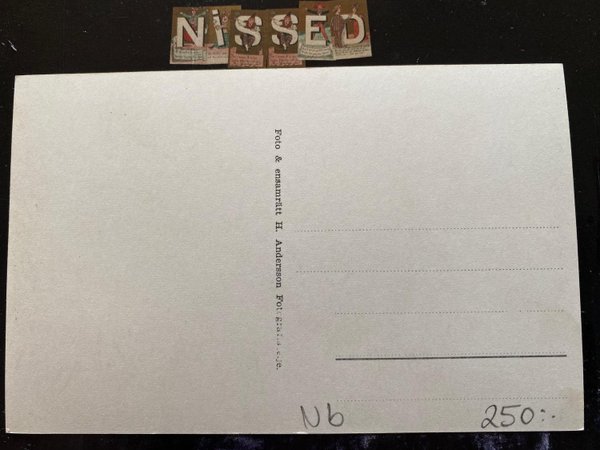 NiSSED
Foto & ensamrätt H. Andersson
Nb
250:-